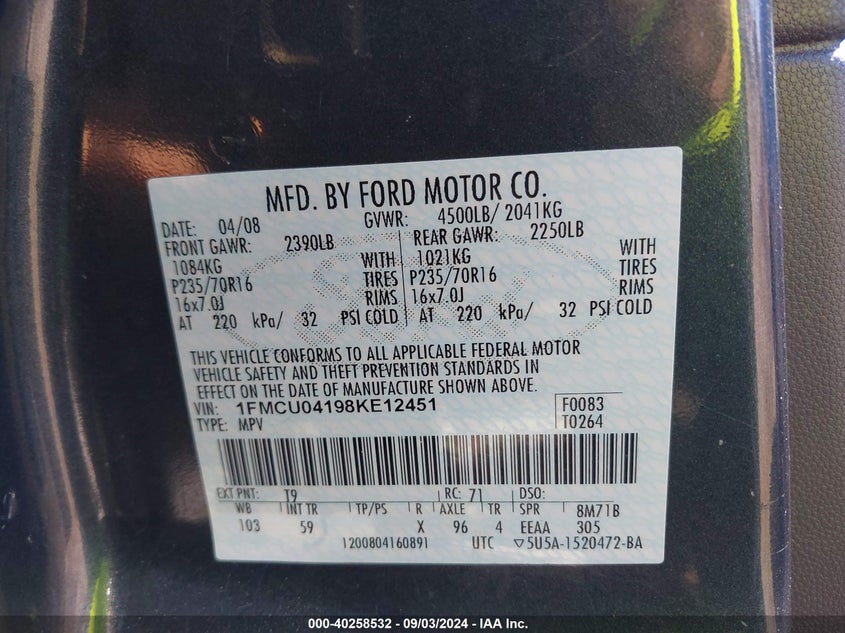 MFD. BY FORD MOTOR CO.
DATE: 04/08 GVWR: 4500LB/ 2041KG
FRONT GAWR: 2390LB REAR GAWR: 2250LB
1084KG WITH 1021KG WITH
P235/70R16 TIRES P235/70R16 TIRES
16x7.0J RIMS 16x7.0J RIMS
AT 220 kPa/ 32 PSI COLD AT 220 kPa/ 32 PSI COLD
THIS VEHICLE CONFORMS TO ALL APPLICABLE FEDERAL MOTOR
VEHICLE SAFETY AND THEFT PREVENTION STANDARDS IN
EFFECT ON THE DATE OF MANUFACTURE SHOWN ABOVE.
VIN: 1FMCU04198KE12451 F0083
TYPE: MPV T0264
EXT PNT: T9 RC: 71 DSO:
WB INT TR TP/PS R AXLE TR SPR 8M71B
103 59 X 96 4 EEAA 305
1200804160891 UTC ▽5U5A-1520472-BA
000-40258532 - 09/03/2024 - IAA Inc.